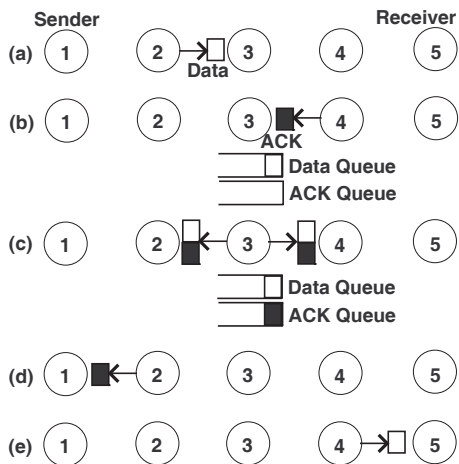 Sender Receiver
(a) 1 2 3 4 5
Data
(b) 1 2 3 4 5
ACK
Data Queue
ACK Queue
(c) 1 2 3 4 5
Data Queue
ACK Queue
(d) 1 2 3 4 5
(e) 1 2 3 4 5